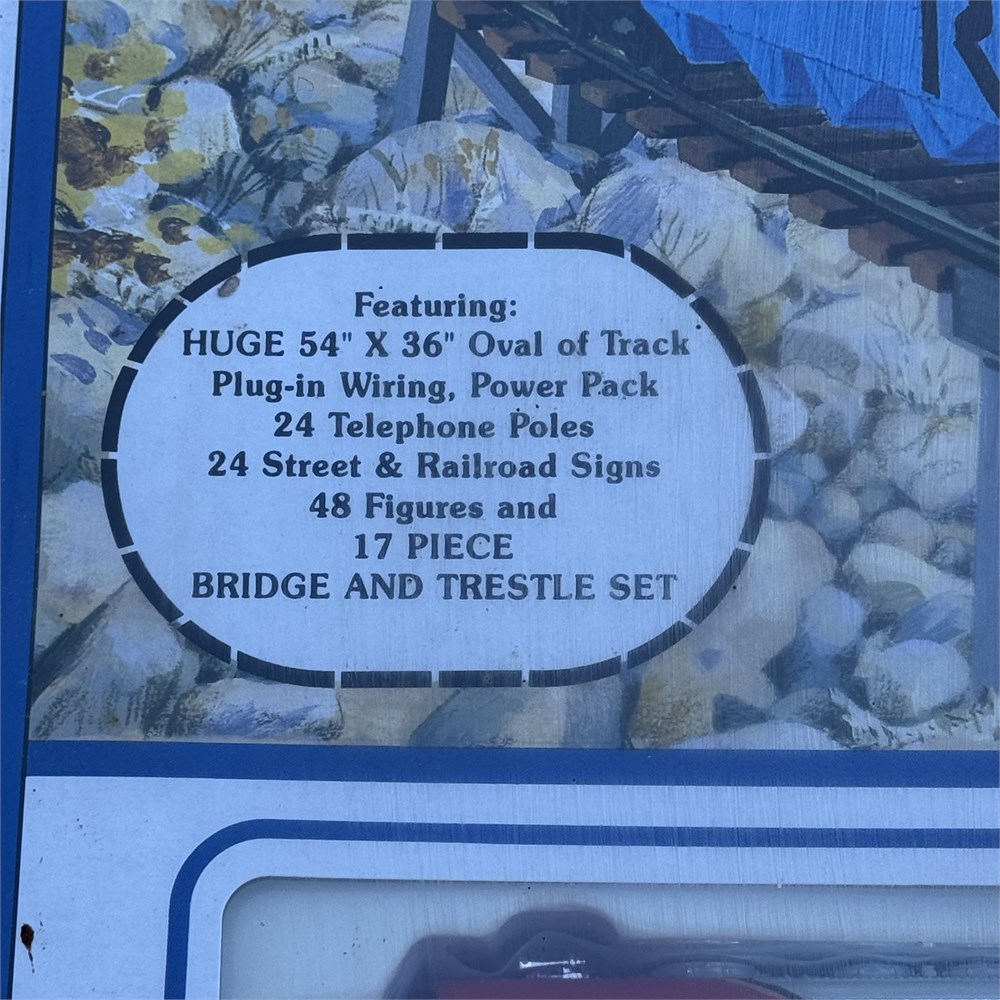 Featuring:
HUGE 54" X 36" Oval of Track
Plug-in Wiring, Power Pack
24 Telephone Poles
24 Street & Railroad Signs
48 Figures and
17 PIECE
BRIDGE AND TRESTLE SET